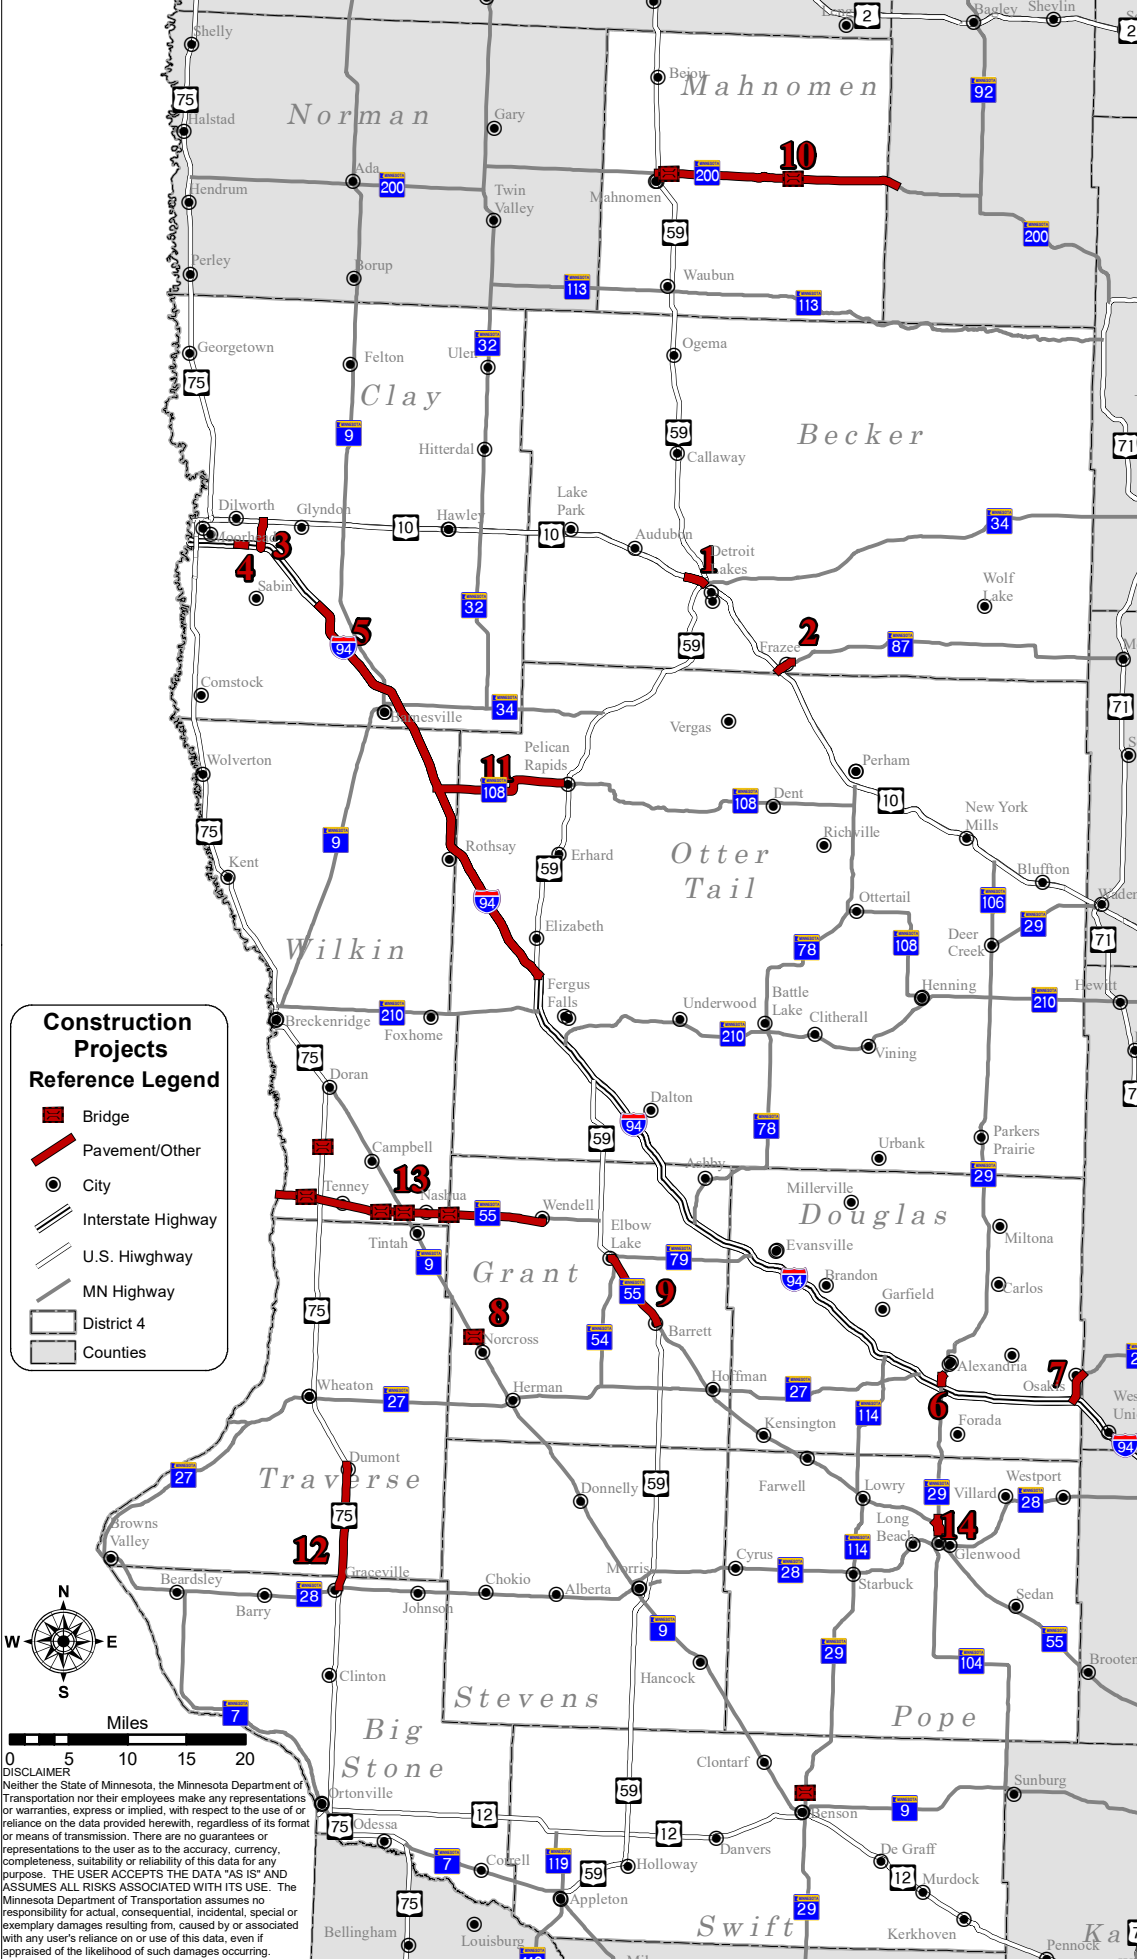 Shevlin
Bagley
2
Shelly
Bejou
Mahnomen
92
75
Norman
Gary
Halstad
10
Ada
200
200
Hendrum
Mahnomen
Twin
Valley
59
200
Perley
Borup
Waubun
113
113
Georgetown
32
Ogema
Felton
Ulen
75
Clay
9
59
Becker
Hitterdal
Callaway
Lake
Park
Dilworth
Glyndon
Hawley
10
10
34
Audubon
Moorhead
3
4
1
Detroit
Lakes
Sabin
32
Wolf
Lake
5
94
59
2
Frazee
87
Comstock
34
71
Barnesville
Vergas
Wolverton
11
Pelican
Rapids
Perham
108
108
Dent
10
75
9
New York
Mills
Richville
Rothsay
Erhard
Otter
Tail
Kent
59
Bluffton
94
106
Ottertail
29
Elizabeth
78
108
Deer
Creek
71
Wilkin
Fergus
Falls
Battle
Lake
Henning
210
Hewitt
Underwood
Clitherall
Breckenridge
210
Foxhome
210
Vining
Construction
Projects
Reference Legend
Bridge
Pavement/Other
City
Interstate Highway
U.S. Hiwghway
MN Highway
District 4
Counties
75
Doran
Dalton
94
78
59
Parkers
Prairie
Campbell
Urbank
Ashby
29
13
Tenney
Nashua
55
Wendell
Millerville
Douglas
Tintah
Elbow
Lake
Miltona
9
79
Evansville
Grant
94
Brandon
55
9
Carlos
75
8
Garfield
Norcross
54
Barrett
Alexandria
7
Osakis
Wheaton
27
Herman
Hoffman
27
6
114
Forada
Kensington
94
27
Dumont
Traverse
Farwell
59
Donnelly
Lowry
29
Villard
Westport
28
75
Browns
Valley
Long
Beach
14
12
Glenwood
114
Graceville
Morris
Cyrus
28
Starbuck
Beardsley
Barry
28
Johnson
Chokio
Alberta
Sedan
N
W
E
S
9
29
55
104
Brooten
Hancock
Clinton
Stevens
Pope
7
Big
Stone
Miles
0 5 10 15 20
Clontarf
Ortonville
59
Sunburg
DISCLAIMER
Neither the State of Minnesota, the Minnesota Department of
Transportation nor their employees make any representations
or warranties, express or implied, with respect to the use of or
reliance on the data provided herewith, regardless of its format
or means of transmission. There are no guarantees or
representations to the user as to the accuracy, currency,
completeness, suitability or reliability of this data for any
purpose. THE USER ACCEPTS THE DATA "AS IS" AND
ASSUMES ALL RISKS ASSOCIATED WITH ITS USE. The
Minnesota Department of Transportation assumes no
responsibility for actual, consequential, incidental, special or
exemplary damages resulting from, caused by or associated
with any user's reliance on or use of this data, even if
appraised of the likelihood of such damages occurring.
75
Odessa
12
12
Benson
9
Danvers
De Graff
7
Correll
119
59
Holloway
12
Murdock
75
Appleton
29
Bellingham
Louisburg
Swift
Kerkhoven
Pennock